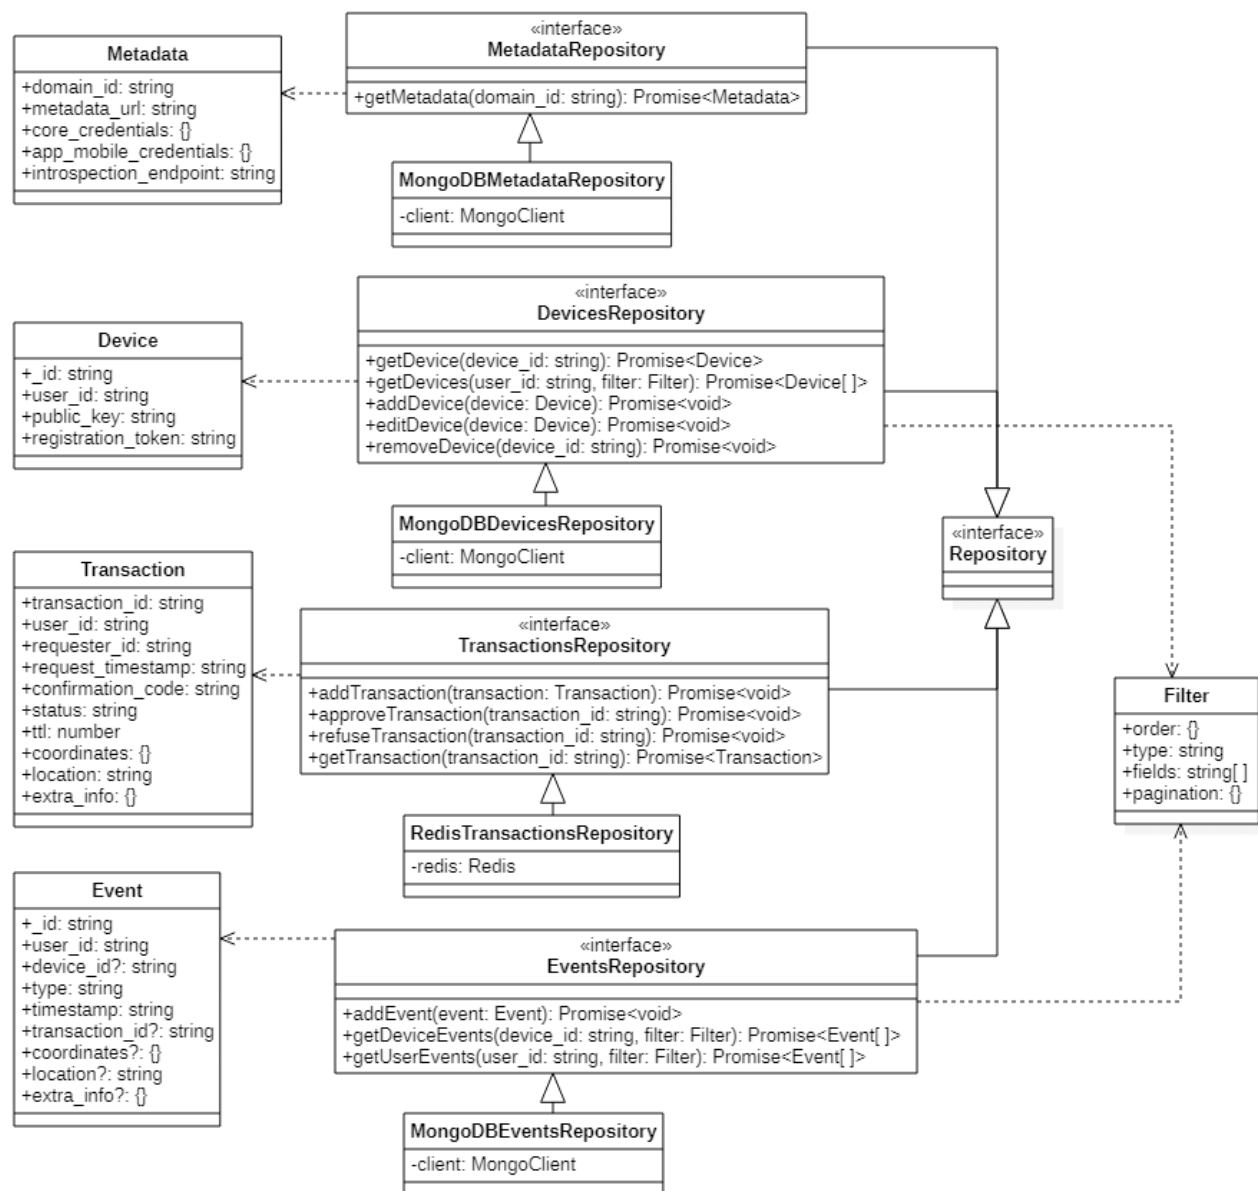 Metadata
+domain_id: string
+metadata_url: string
+core_credentials: {}
+app_mobile_credentials: {}
+introspection_endpoint: string
«interface»
MetadataRepository
+getMetadata(domain_id: string): Promise<Metadata>
MongoDBMetadataRepository
-client: MongoClient
Device
+_id: string
+user_id: string
+public_key: string
+registration_token: string
«interface»
DevicesRepository
+getDevice(device_id: string): Promise<Device>
+getDevices(user_id: string, filter: Filter): Promise<Device[ ]>
+addDevice(device: Device): Promise<void>
+editDevice(device: Device): Promise<void>
+removeDevice(device_id: string): Promise<void>
MongoDBDevicesRepository
-client: MongoClient
«interface»
Repository
Transaction
+transaction_id: string
+user_id: string
+requester_id: string
+request_timestamp: string
+confirmation_code: string
+status: string
+ttl: number
+coordinates: {}
+location: string
+extra_info: {}
«interface»
TransactionsRepository
+addTransaction(transaction: Transaction): Promise<void>
+approveTransaction(transaction_id: string): Promise<void>
+refuseTransaction(transaction_id: string): Promise<void>
+getTransaction(transaction_id: string): Promise<Transaction>
RedisTransactionsRepository
-redis: Redis
Filter
+order: {}
+type: string
+fields: string[ ]
+pagination: {}
Event
+_id: string
+user_id: string
+device_id?: string
+type: string
+timestamp: string
+transaction_id?: string
+coordinates?: {}
+location?: string
+extra_info?: {}
«interface»
EventsRepository
+addEvent(event: Event): Promise<void>
+getDeviceEvents(device_id: string, filter: Filter): Promise<Event[ ]>
+getUserEvents(user_id: string, filter: Filter): Promise<Event[ ]>
MongoDBEventsRepository
-client: MongoClient